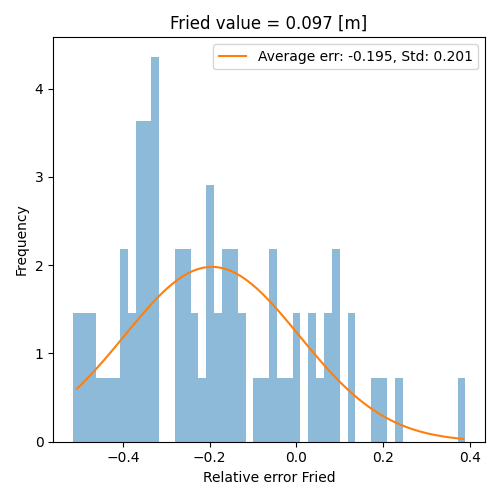 Fried value = 0.097 [m]
Average err: -0.195, Std: 0.201
Frequency
4
3
2
1
0
−0.4 −0.2 0.0 0.2 0.4
Relative error Fried